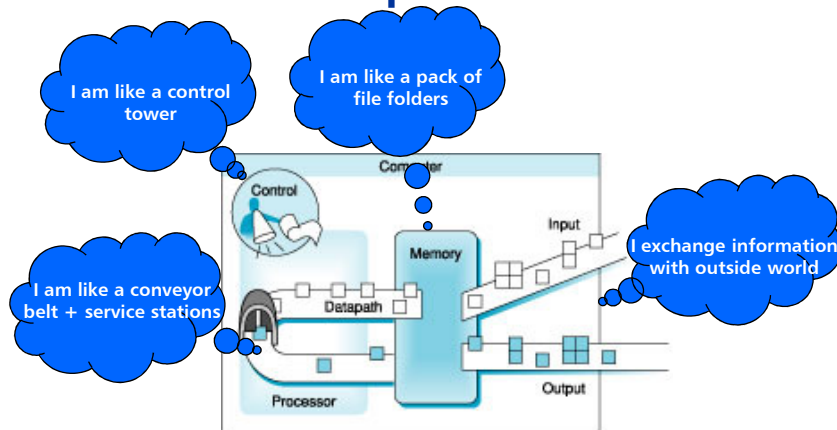 I am like a pack of
file folders
I am like a control
tower
Computer
Control
Input
Memory
I exchange information
with outside world
I am like a conveyor
belt + service stations
Datapath
Output
Processor